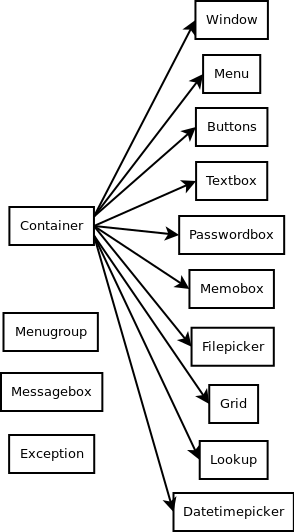 Window
Menu
Buttons
Textbox
Container
Passwordbox
Memobox
Menugroup
Filepicker
Messagebox
Grid
Exception
Lookup
Datetimepicker